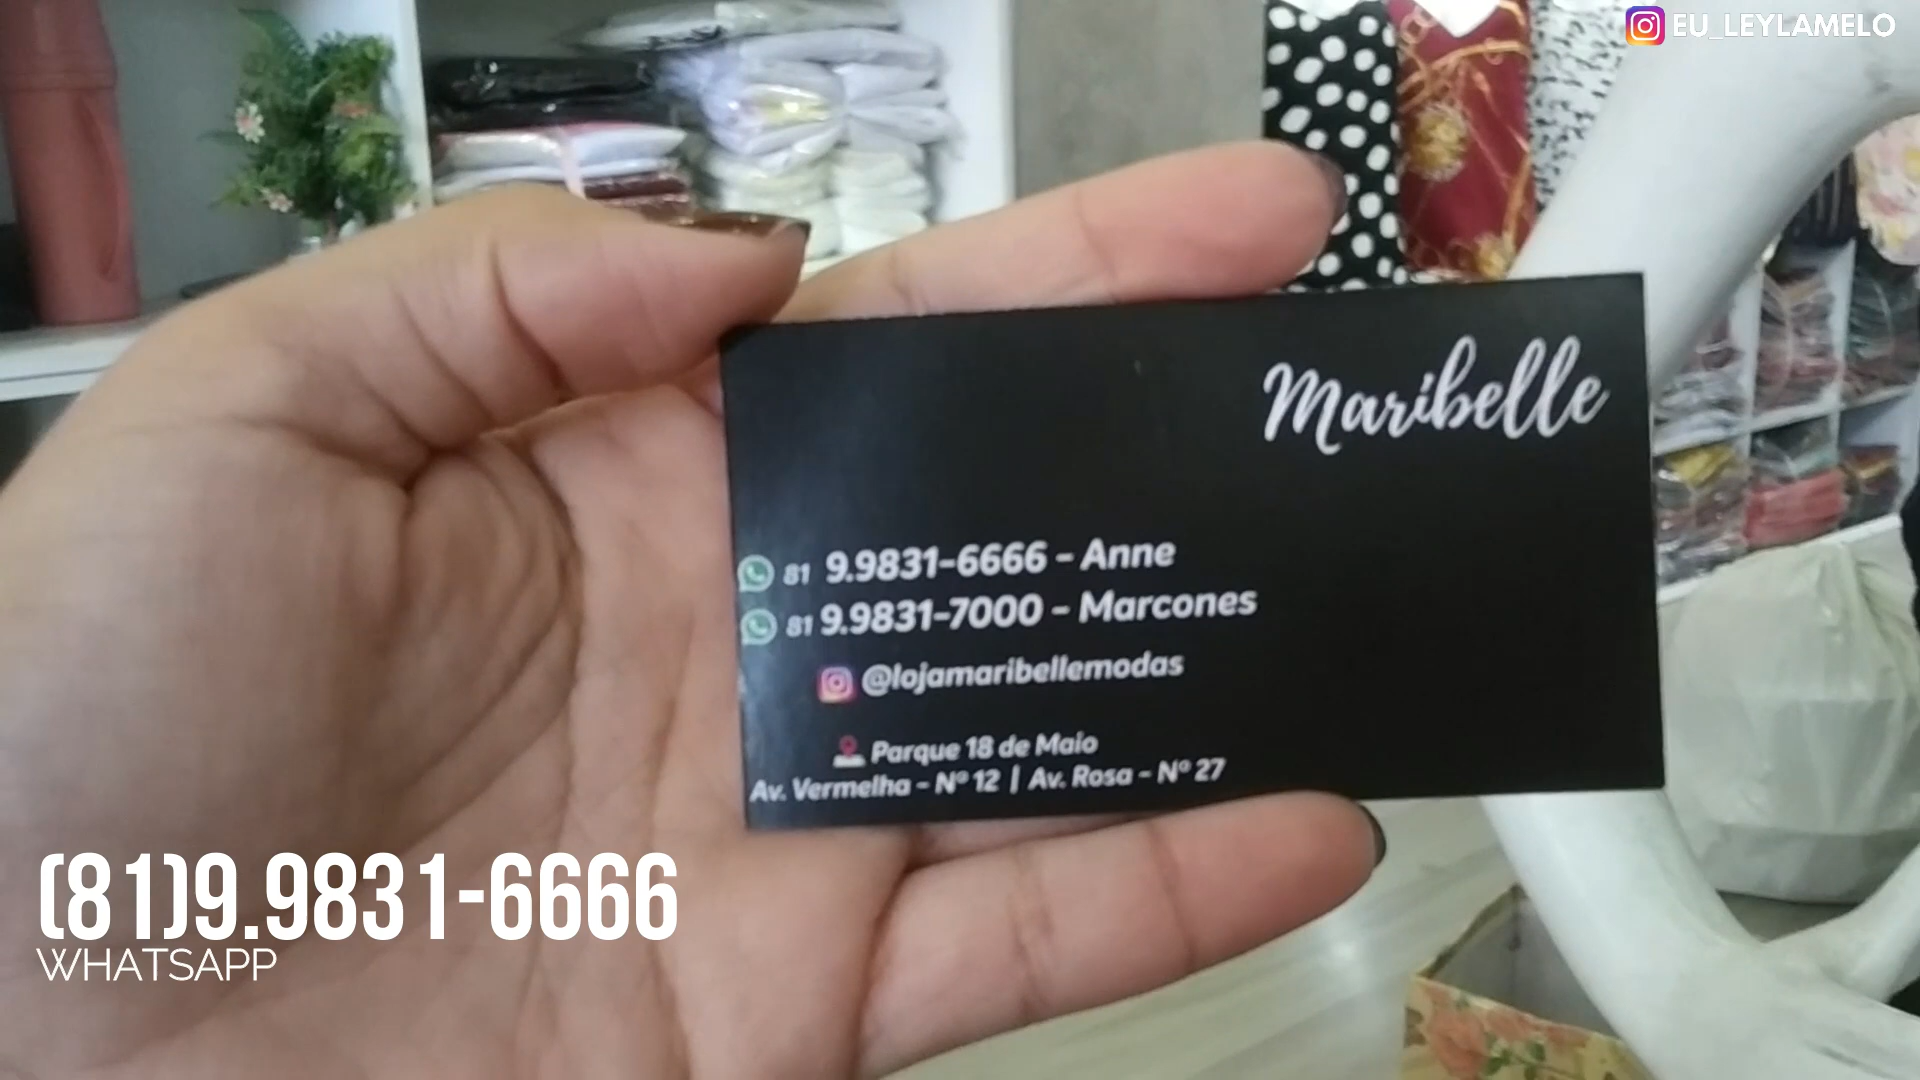 EU_LEYLAMELO
Maribelle
81 9.9831-6666 - Anne
81 9.9831-7000 - Marcones
@lojamaribellemodas
Parque 18 de Maio
Av. Vermelha - Nº 12 | Av. Rosa - Nº 27
(81)9.9831-6666
WHATSAPP